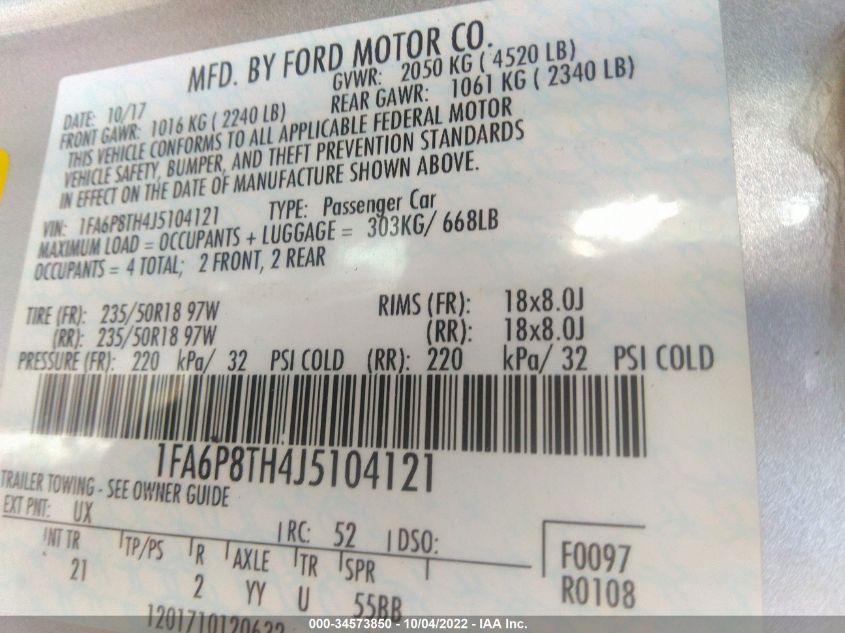 MFD. BY FORD MOTOR CO.
DATE: 10/17 GVWR: 2050 KG ( 4520 LB)
FRONT GAWR: 1016 KG ( 2240 LB) REAR GAWR: 1061 KG ( 2340 LB)
THIS VEHICLE CONFORMS TO ALL APPLICABLE FEDERAL MOTOR
VEHICLE SAFETY, BUMPER, AND THEFT PREVENTION STANDARDS
IN EFFECT ON THE DATE OF MANUFACTURE SHOWN ABOVE.
VIN: 1FA6P8TH4J5104121 TYPE: Passenger Car
MAXIMUM LOAD = OCCUPANTS + LUGGAGE = 303KG/ 668LB
OCCUPANTS = 4 TOTAL; 2 FRONT, 2 REAR
TIRE (FR): 235/50R18 97W RIMS (FR): 18x8.0J
(RR): 235/50R18 97W (RR): 18x8.0J
PRESSURE (FR): 220 kPa/ 32 PSI COLD (RR): 220 kPa/ 32 PSI COLD
1FA6P8TH4J5104121
TRAILER TOWING - SEE OWNER GUIDE
EXT PNT: UX RC: 52 DSO:
INT TR TP/PS R AXLE TR SPR
21 2 YY U 55BB
F0097
R0108
1201710120632
000-34573850 - 10/04/2022 - IAA Inc.